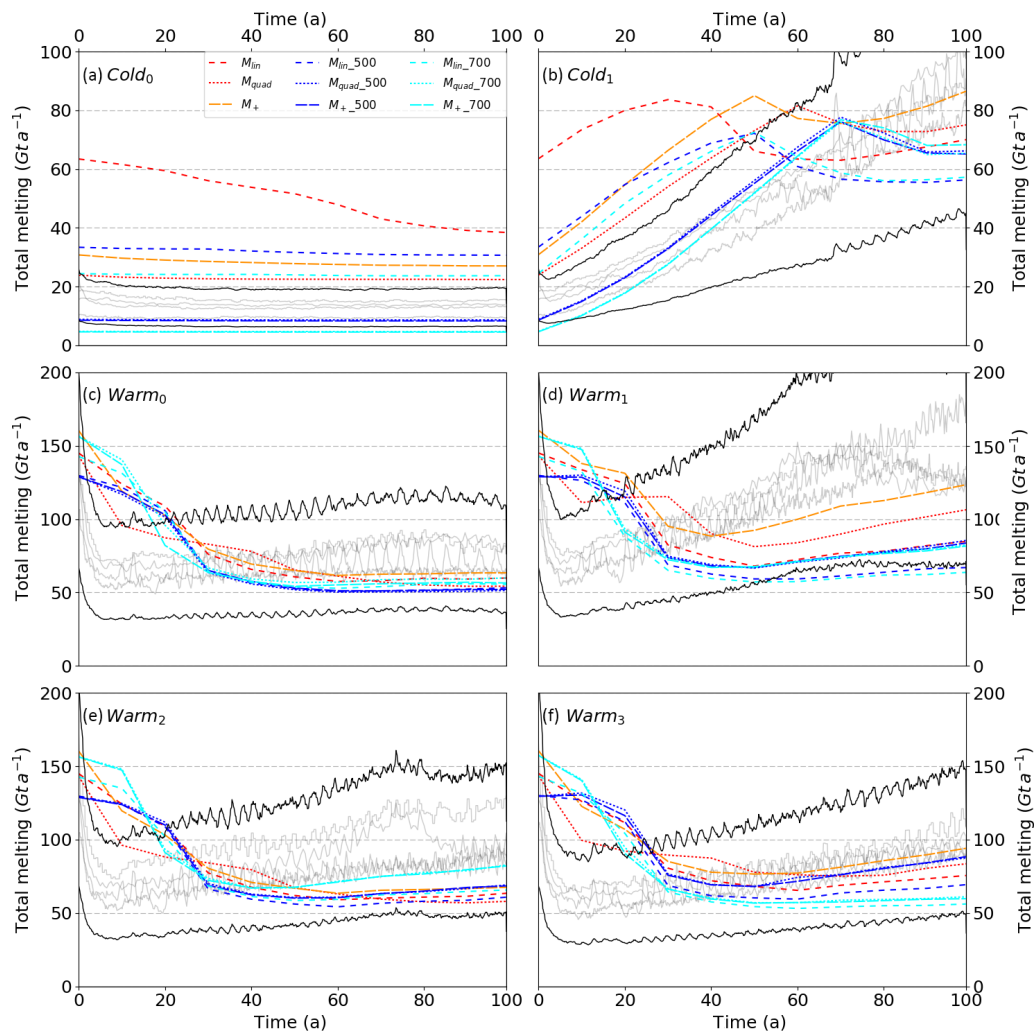 Time (a)
0 20 40 60 80 100
Time (a)
0 20 40 60 80 100
Total melting (Gt a⁻¹)
100
80
60
40
20
0
(a) Cold₀
M_lin
M_quad
M_+
M_lin_500
M_quad_500
M_+_500
M_lin_700
M_quad_700
M_+_700
(b) Cold₁
100
80
60
40
20
0
Total melting (Gt a⁻¹)
Total melting (Gt a⁻¹)
200
150
100
50
0
(c) Warm₀
(d) Warm₁
200
150
100
50
0
Total melting (Gt a⁻¹)
Total melting (Gt a⁻¹)
200
150
100
50
0
(e) Warm₂
(f) Warm₃
200
150
100
50
0
Total melting (Gt a⁻¹)
0 20 40 60 80 100
Time (a)
0 20 40 60 80 100
Time (a)